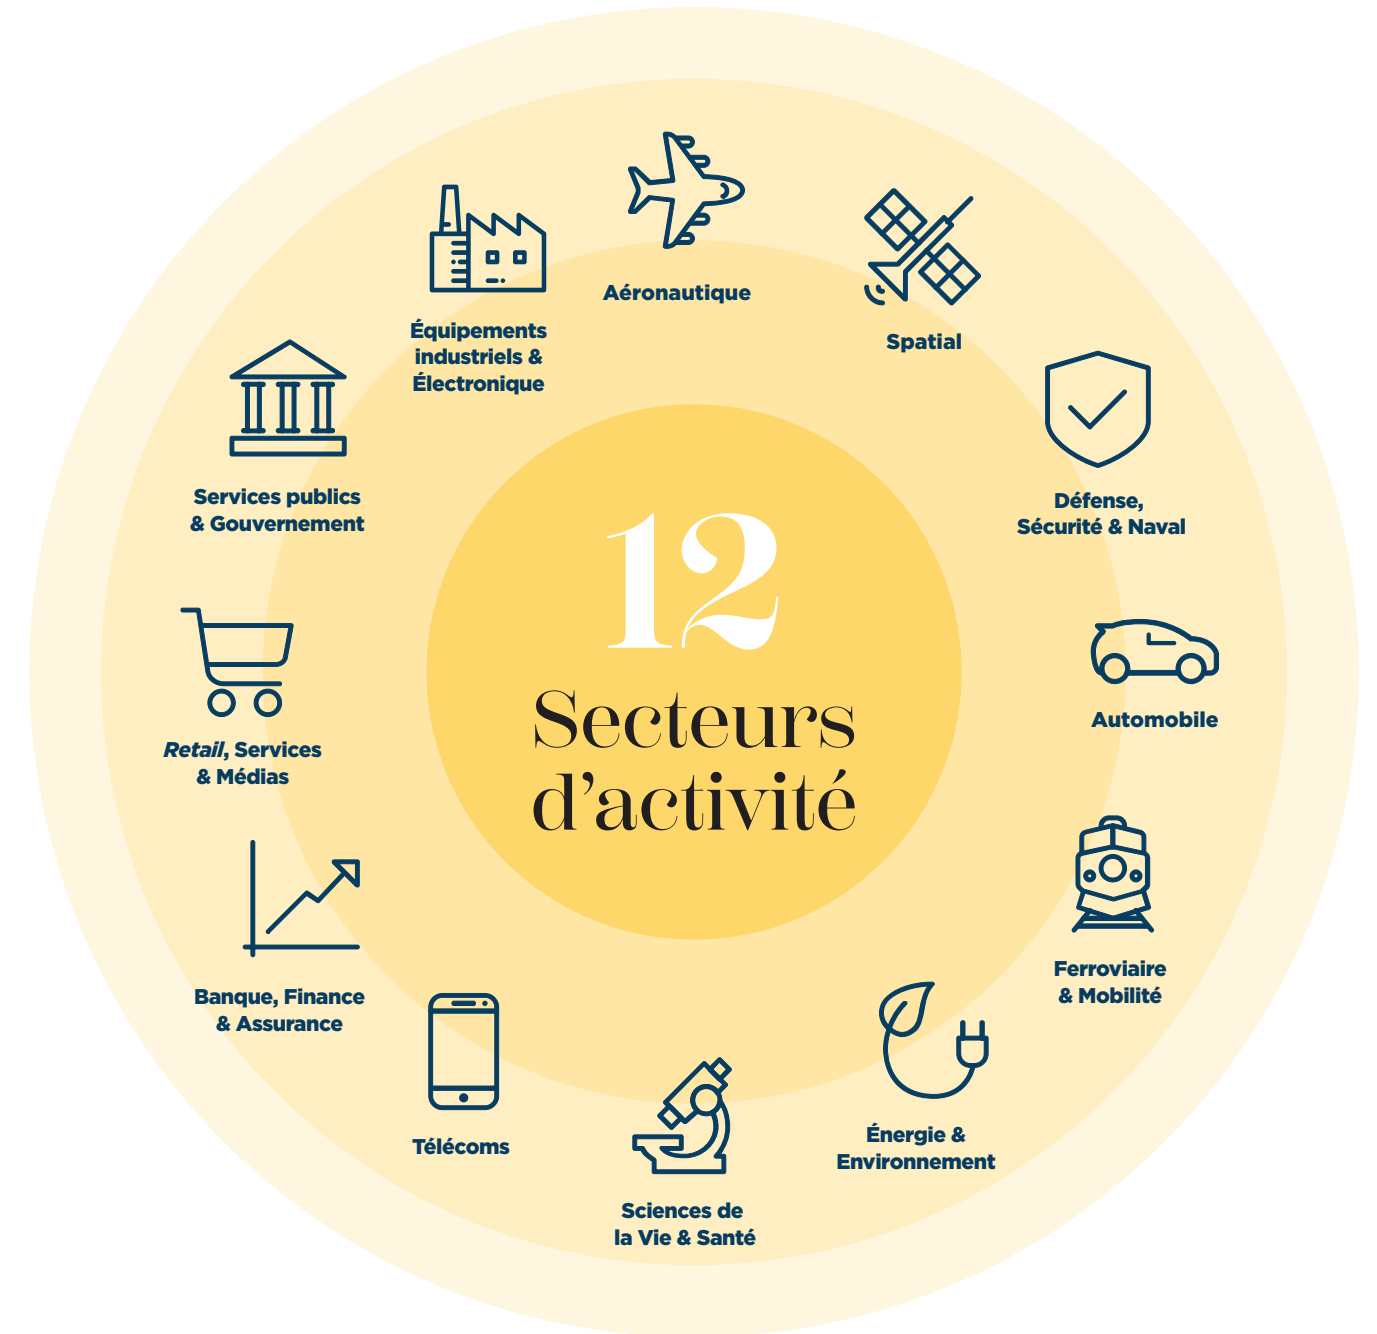 12
Secteurs
d’activité
Aéronautique
Spatial
Défense,
Sécurité & Naval
Automobile
Ferroviaire
& Mobilité
Énergie &
Environnement
Sciences de
la Vie & Santé
Télécoms
Banque, Finance
& Assurance
Retail, Services
& Médias
Services publics
& Gouvernement
Équipements
industriels &
Électronique